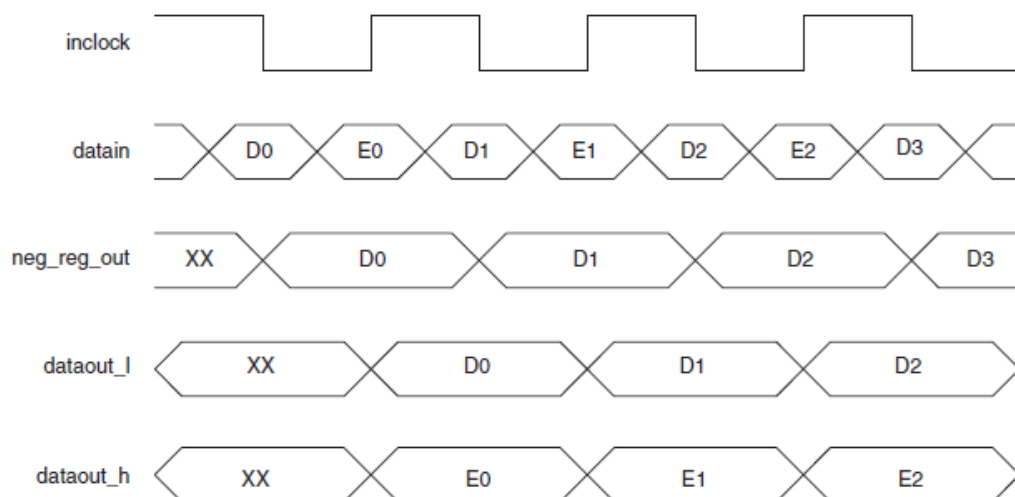 inclock
datain D0 E0 D1 E1 D2 E2 D3
neg_reg_out XX D0 D1 D2 D3
dataout_l XX D0 D1 D2
dataout_h XX E0 E1 E2